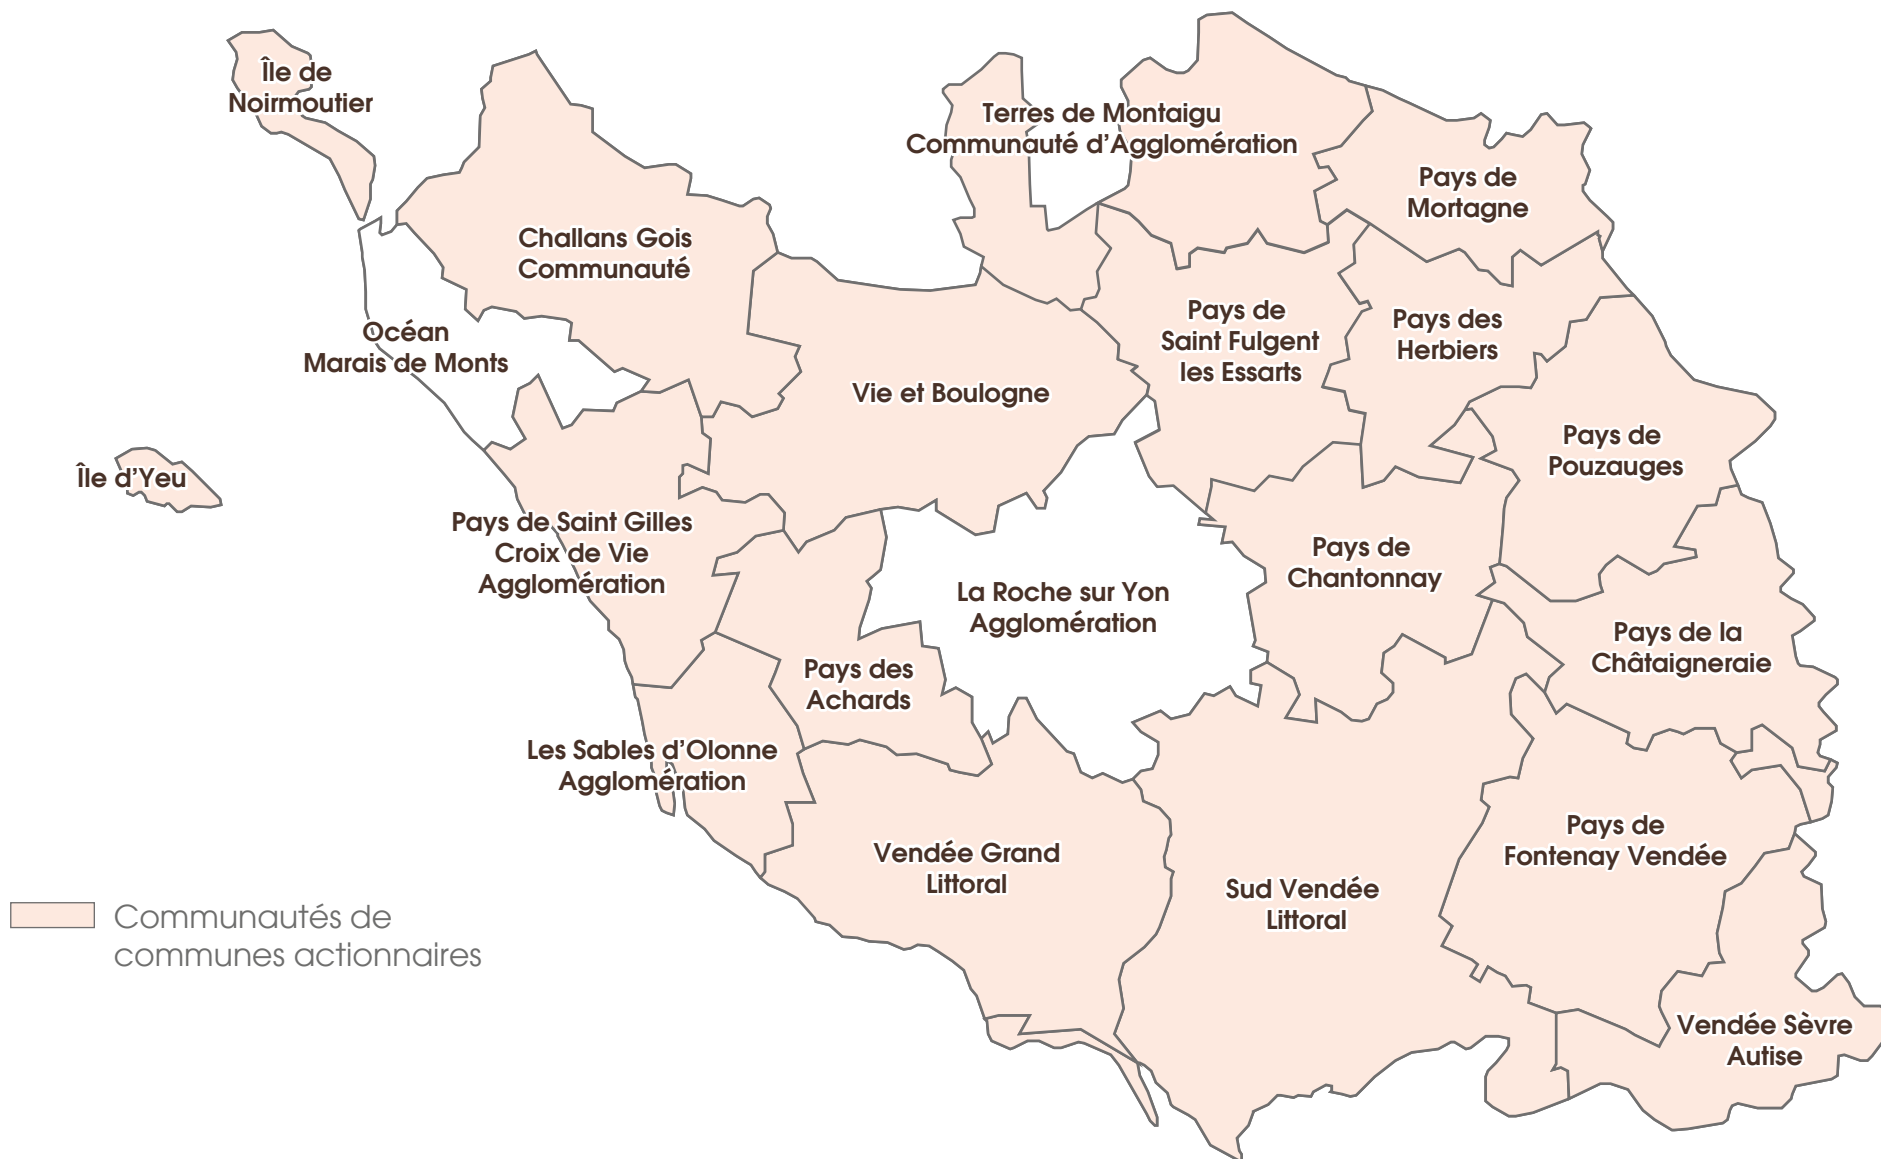 Île de
Noirmoutier
Terres de Montaigu
Communauté d'Agglomération
Pays de
Mortagne
Challans Gois
Communauté
Océan
Marais de Monts
Pays de
Saint Fulgent
les Essarts
Pays des
Herbiers
Vie et Boulogne
Pays de
Pouzauges
Île d'Yeu
Pays de Saint Gilles
Croix de Vie
Agglomération
Pays de
Chantonnay
La Roche sur Yon
Agglomération
Pays de la
Châtaigneraie
Pays des
Achards
Les Sables d'Olonne
Agglomération
Pays de
Fontenay Vendée
Vendée Grand
Littoral
Sud Vendée
Littoral
Communautés de
communes actionnaires
Vendée Sèvre
Autise